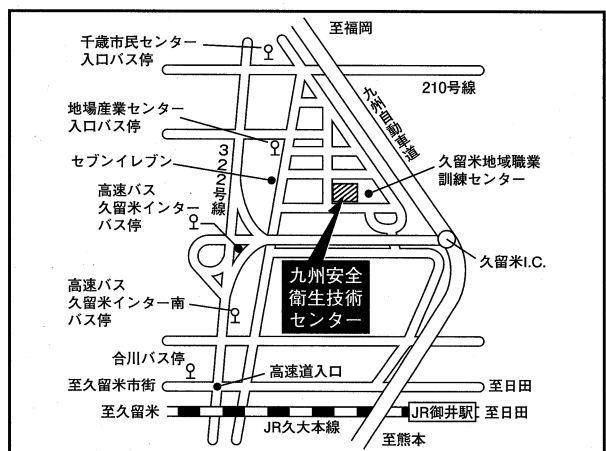 至福岡
千歳市民センター
入口バス停
210号線
九州自動車道
地場産業センター
入口バス停
322号線
セブンイレブン
久留米地域職業
訓練センター
高速バス
久留米インター
バス停
久留米I.C.
九州安全
衛生技術
センター
高速バス
久留米インター南
バス停
合川バス停
高速道入口
至久留米市街
至日田
至久留米
JR久大本線
JR御井駅
至日田
至熊本